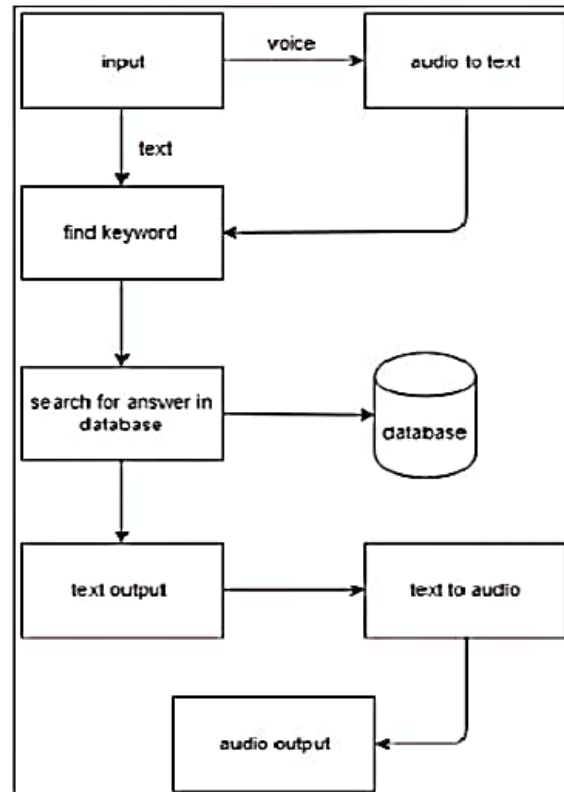 input
voice
audio to text
text
find keyword
search for answer in
database
database
text output
text to audio
audio output